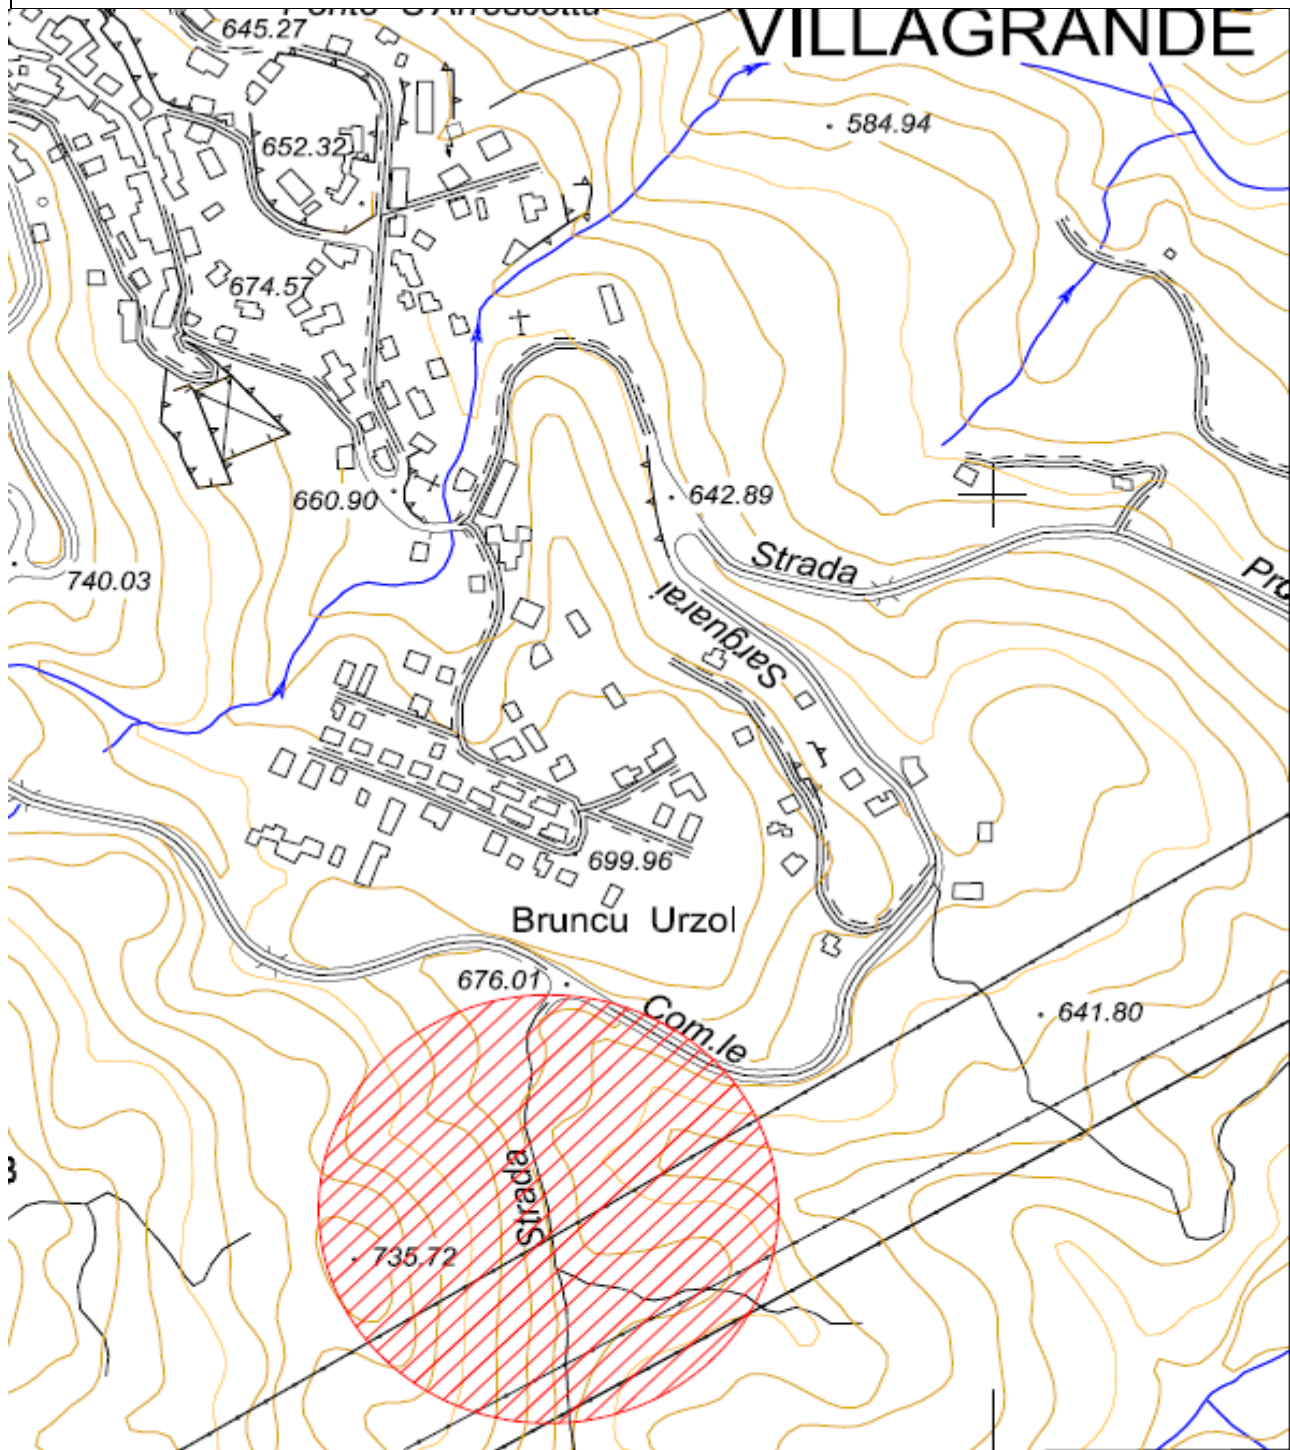 645.27
VILLAGRANDE
584.94
652.32
674.57
660.90
642.89
740.03
Strada
Pro
Sarguarai
699.96
Bruncu Urzol
676.01
Com.le
641.80
Strada
735.72